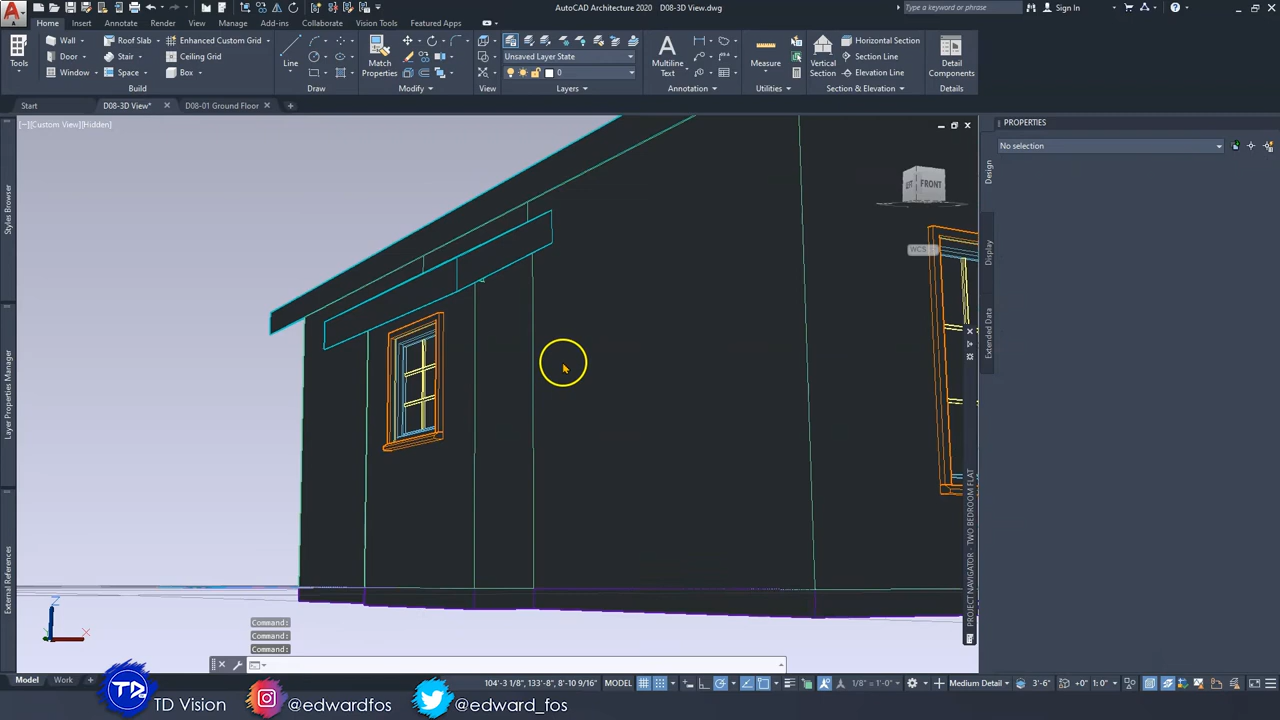 AutoCAD Architecture 2020 D08-3D View.dwg
Type a keyword or phrase
Sign In
Home Insert Annotate Render View Manage Add-ins Collaborate Vision Tools Featured Apps
Tools
Wall
Door
Window
Roof Slab
Stair
Space
Enhanced Custom Grid
Ceiling Grid
Box
Build
Line
Draw
Match
Properties
Modify
View
Unsaved Layer State
0
Layers
Multiline
Text
Annotation
Measure
Utilities
Vertical
Section
Horizontal Section
Section Line
Elevation Line
Section & Elevation
Detail
Components
Details
Start D08-3D View* D08-01 Ground Floor
[−][Custom View][Hidden]
PROPERTIES
No selection
Design
Display
Extended Data
Styles Browser
Layer Properties Manager
External References
FRONT
WCS
PROJECT NAVIGATOR - TWO BEDROOM FLAT
Z
X
Command:
Command:
Command:
Model Work
104'-3 1/2", 133'-8", 8'-10 9/16" MODEL
1/8" = 1'-0" Medium Detail 3'-6" +0" 1:0"
TD
TD Vision
@edwardfos
@edward_fos